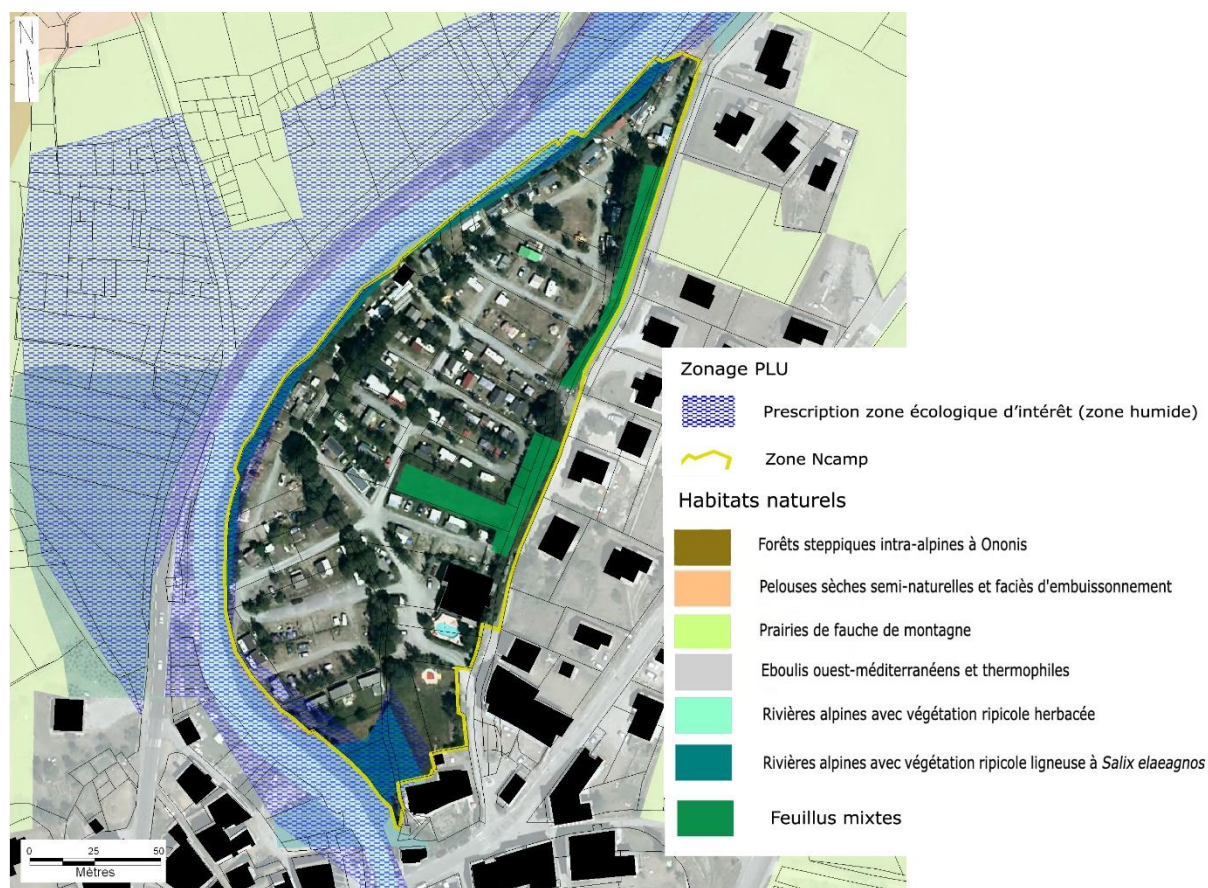 N
Zonage PLU
Prescription zone écologique d'intérêt (zone humide)
Zone Ncamp
Habitats naturels
Forêts steppiques intra-alpines à Ononis
Pelouses sèches semi-naturelles et faciès d'embuissonnement
Prairies de fauche de montagne
Eboulis ouest-méditerranéens et thermophiles
Rivières alpines avec végétation ripicole herbacée
Rivières alpines avec végétation ripicole ligneuse à Salix elaeagnos
Feuillus mixtes
0 25 50
Mètres